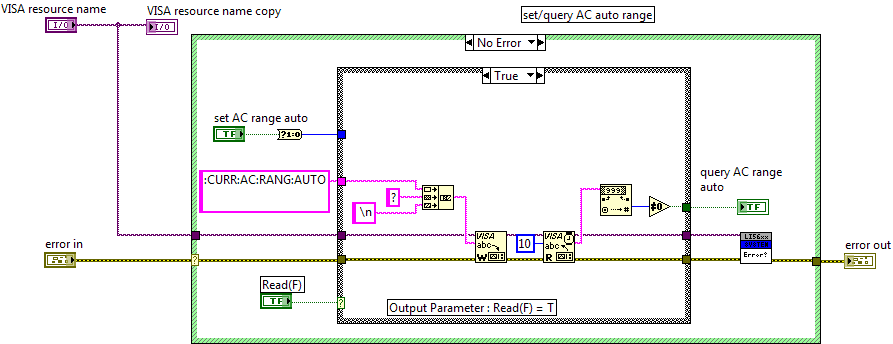 VISA resource name
I/O
VISA resource name copy
I/O
set/query AC auto range
No Error
True
set AC range auto
TF
?1:0
:CURR:AC:RANG:AUTO
?
\n
999
≠0
query AC range
auto
TF
VISA
abc
W
10
VISA
abc
R
LI56xx
Error?
error in
?
error out
Read(F)
TF
?
Output Parameter : Read(F) = T